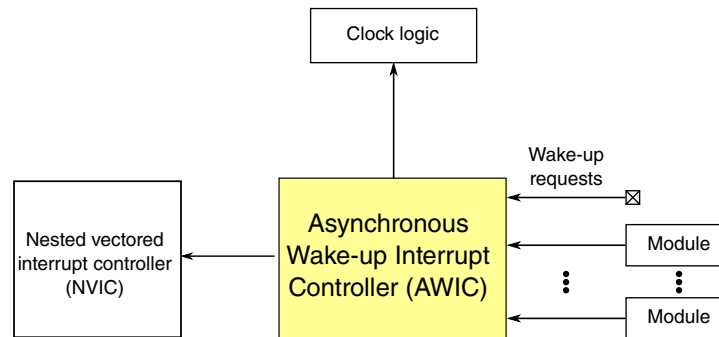 Clock logic
Wake-up
requests
Asynchronous
Wake-up Interrupt
Controller (AWIC)
Nested vectored
interrupt controller
(NVIC)
Module
Module